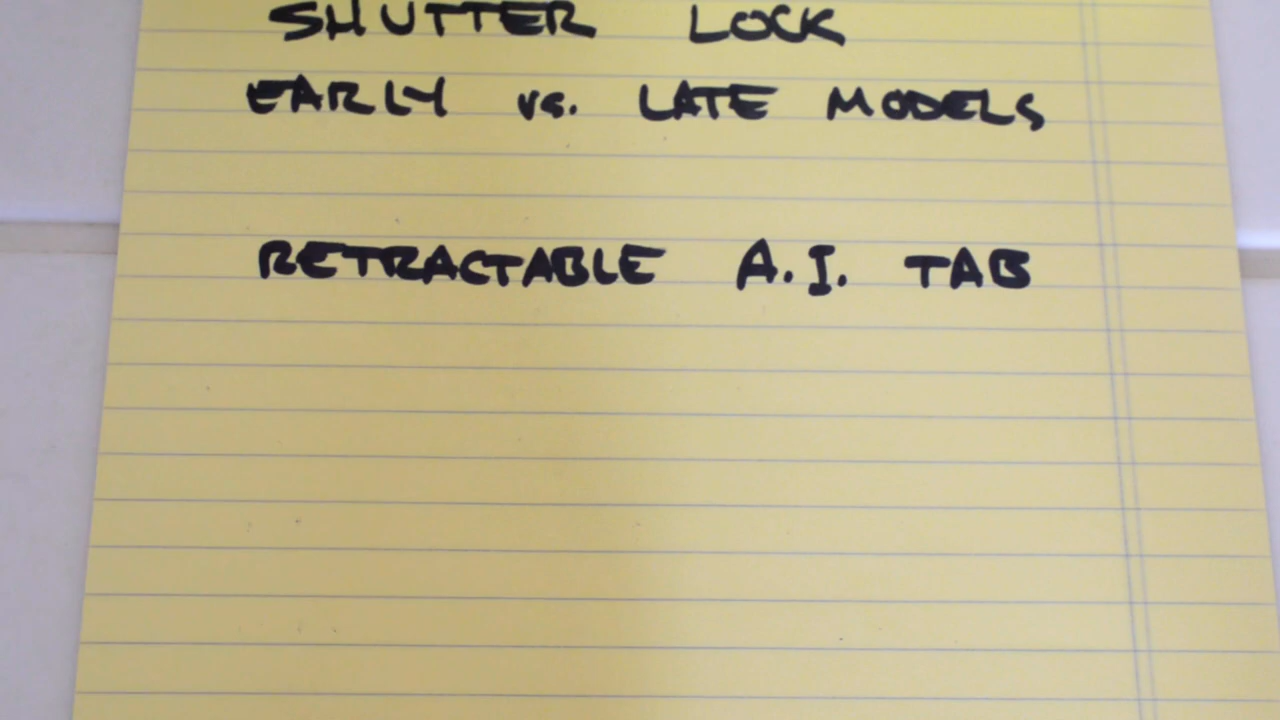 SHUTTER LOCK
EARLY vs. LATE MODELS
RETRACTABLE A.I. TAB